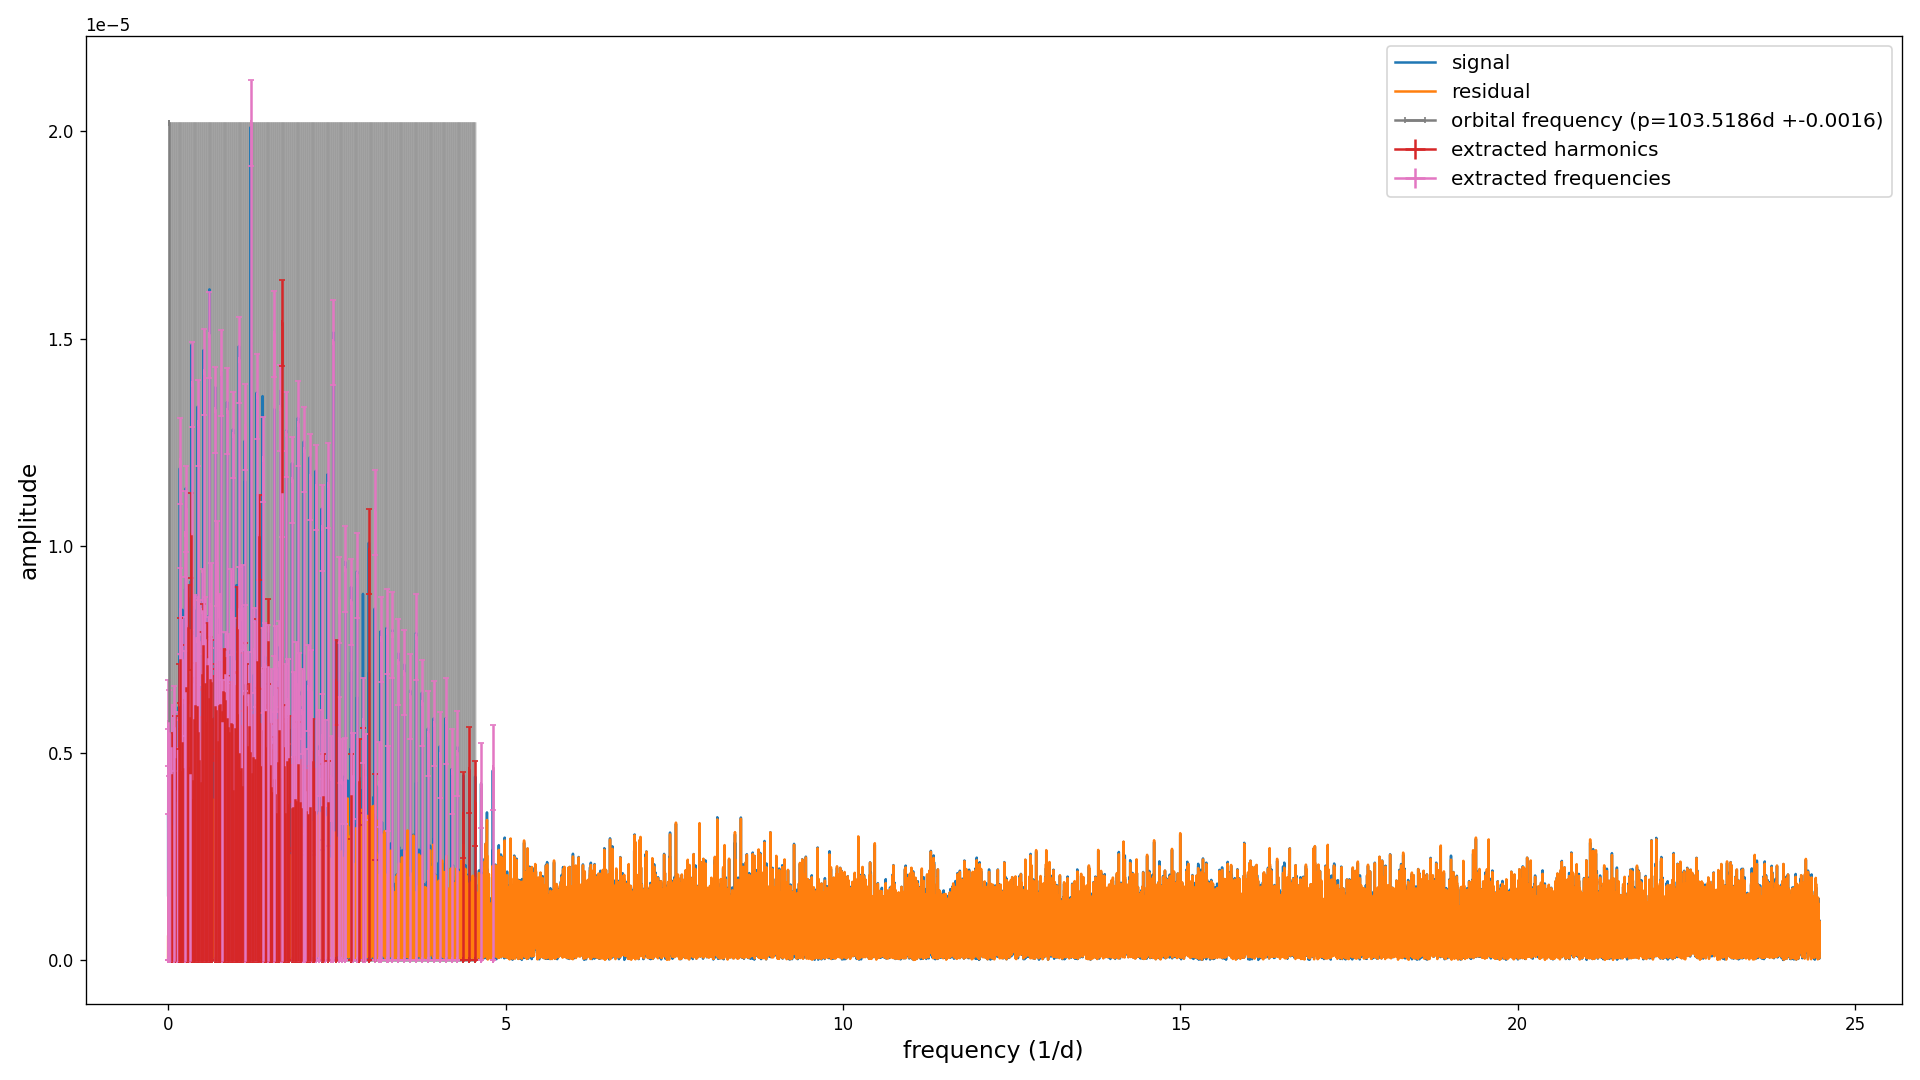 1e−5
signal
residual
orbital frequency (p=103.5186d +-0.0016)
extracted harmonics
extracted frequencies
2.0
1.5
1.0
0.5
0.0
amplitude
0 5 10 15 20 25
frequency (1/d)